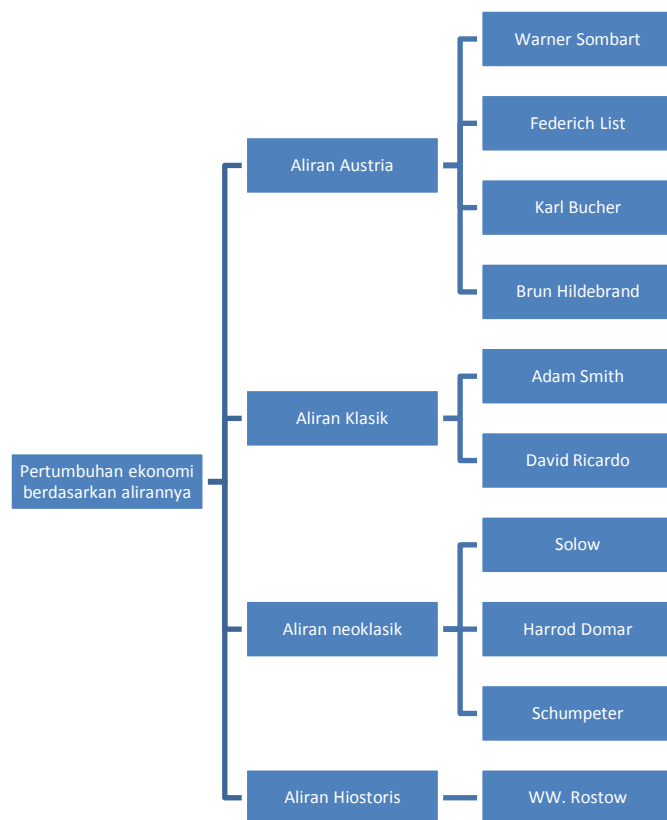 Pertumbuhan ekonomi
berdasarkan alirannya
Aliran Austria
Warner Sombart
Federich List
Karl Bucher
Brun Hildebrand
Aliran Klasik
Adam Smith
David Ricardo
Aliran neoklasik
Solow
Harrod Domar
Schumpeter
Aliran Hiostoris
WW. Rostow